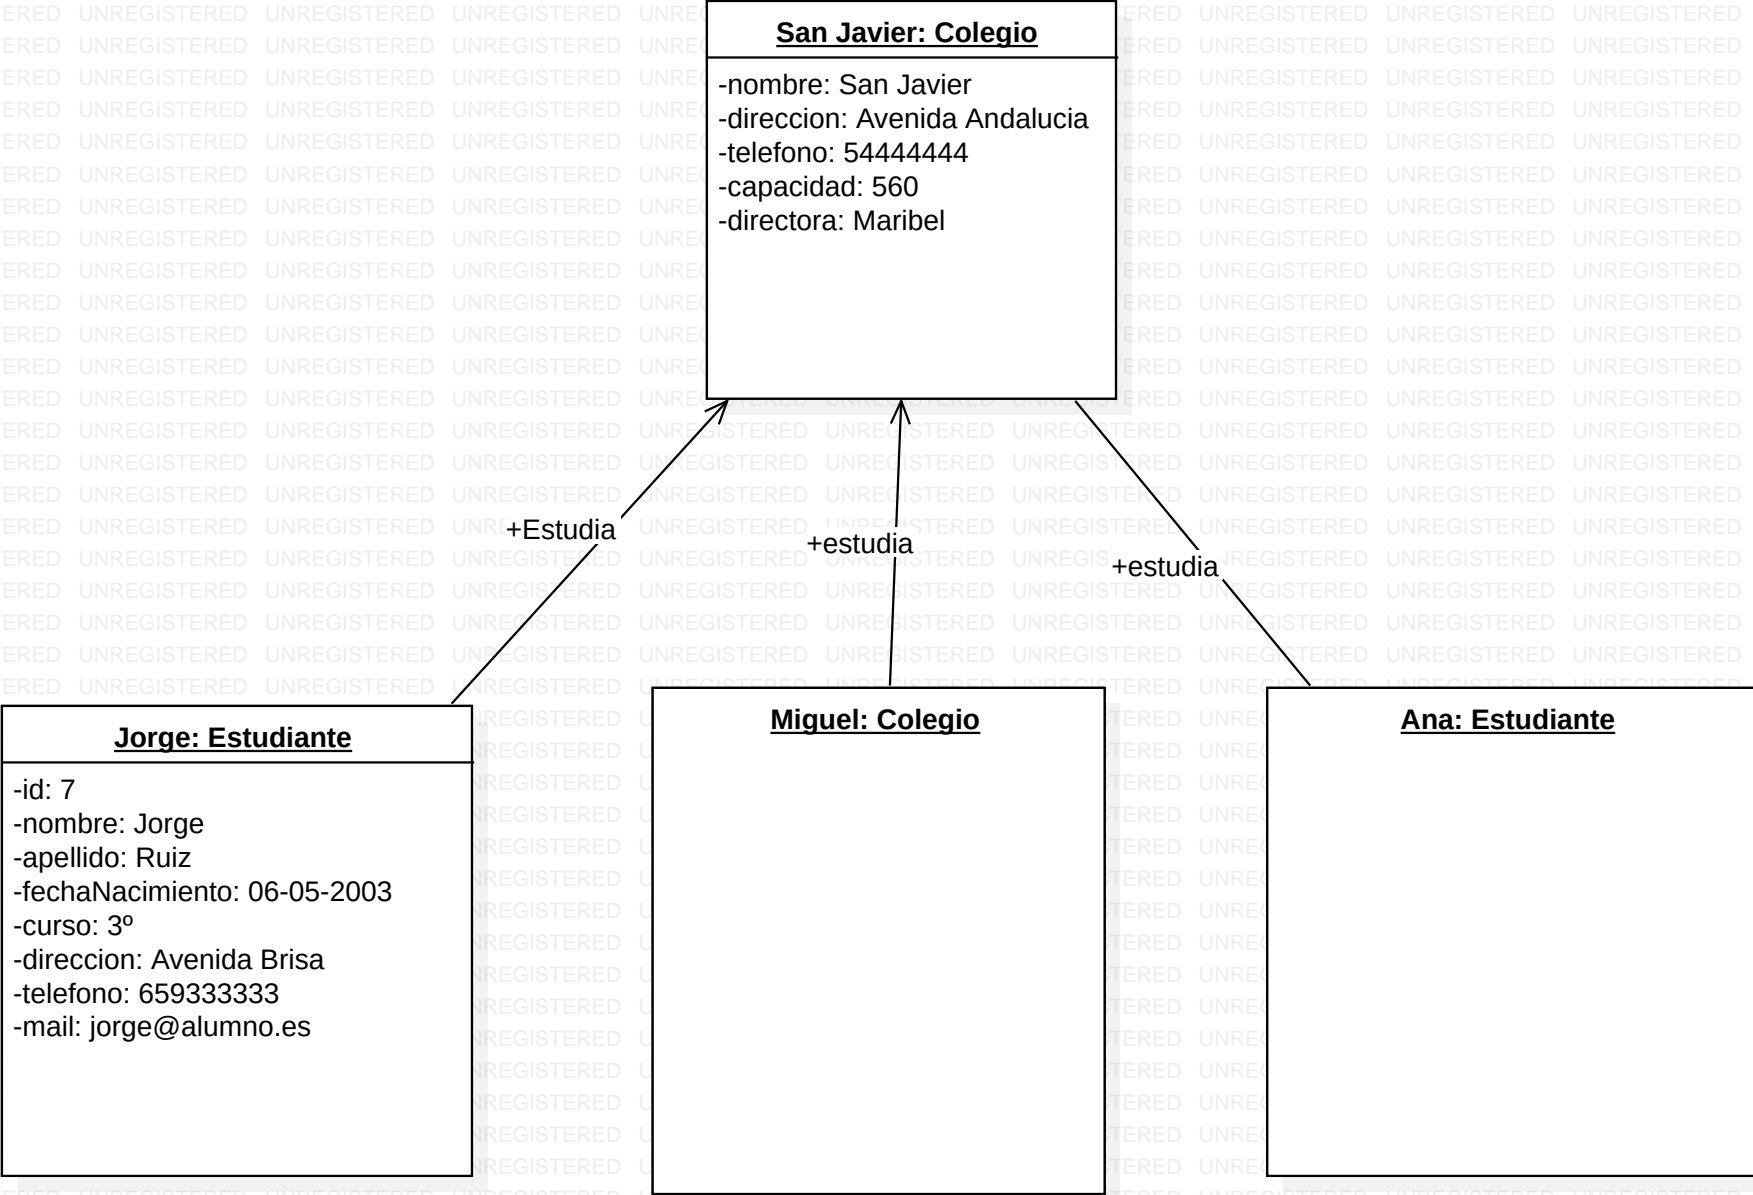 San Javier: Colegio
-nombre: San Javier
-direccion: Avenida Andalucia
-telefono: 54444444
-capacidad: 560
-directora: Maribel
+Estudia
+estudia
+estudia
Jorge: Estudiante
-id: 7
-nombre: Jorge
-apellido: Ruiz
-fechaNacimiento: 06-05-2003
-curso: 3º
-direccion: Avenida Brisa
-telefono: 659333333
-mail: jorge@alumno.es
Miguel: Colegio
Ana: Estudiante
UNREGISTERED